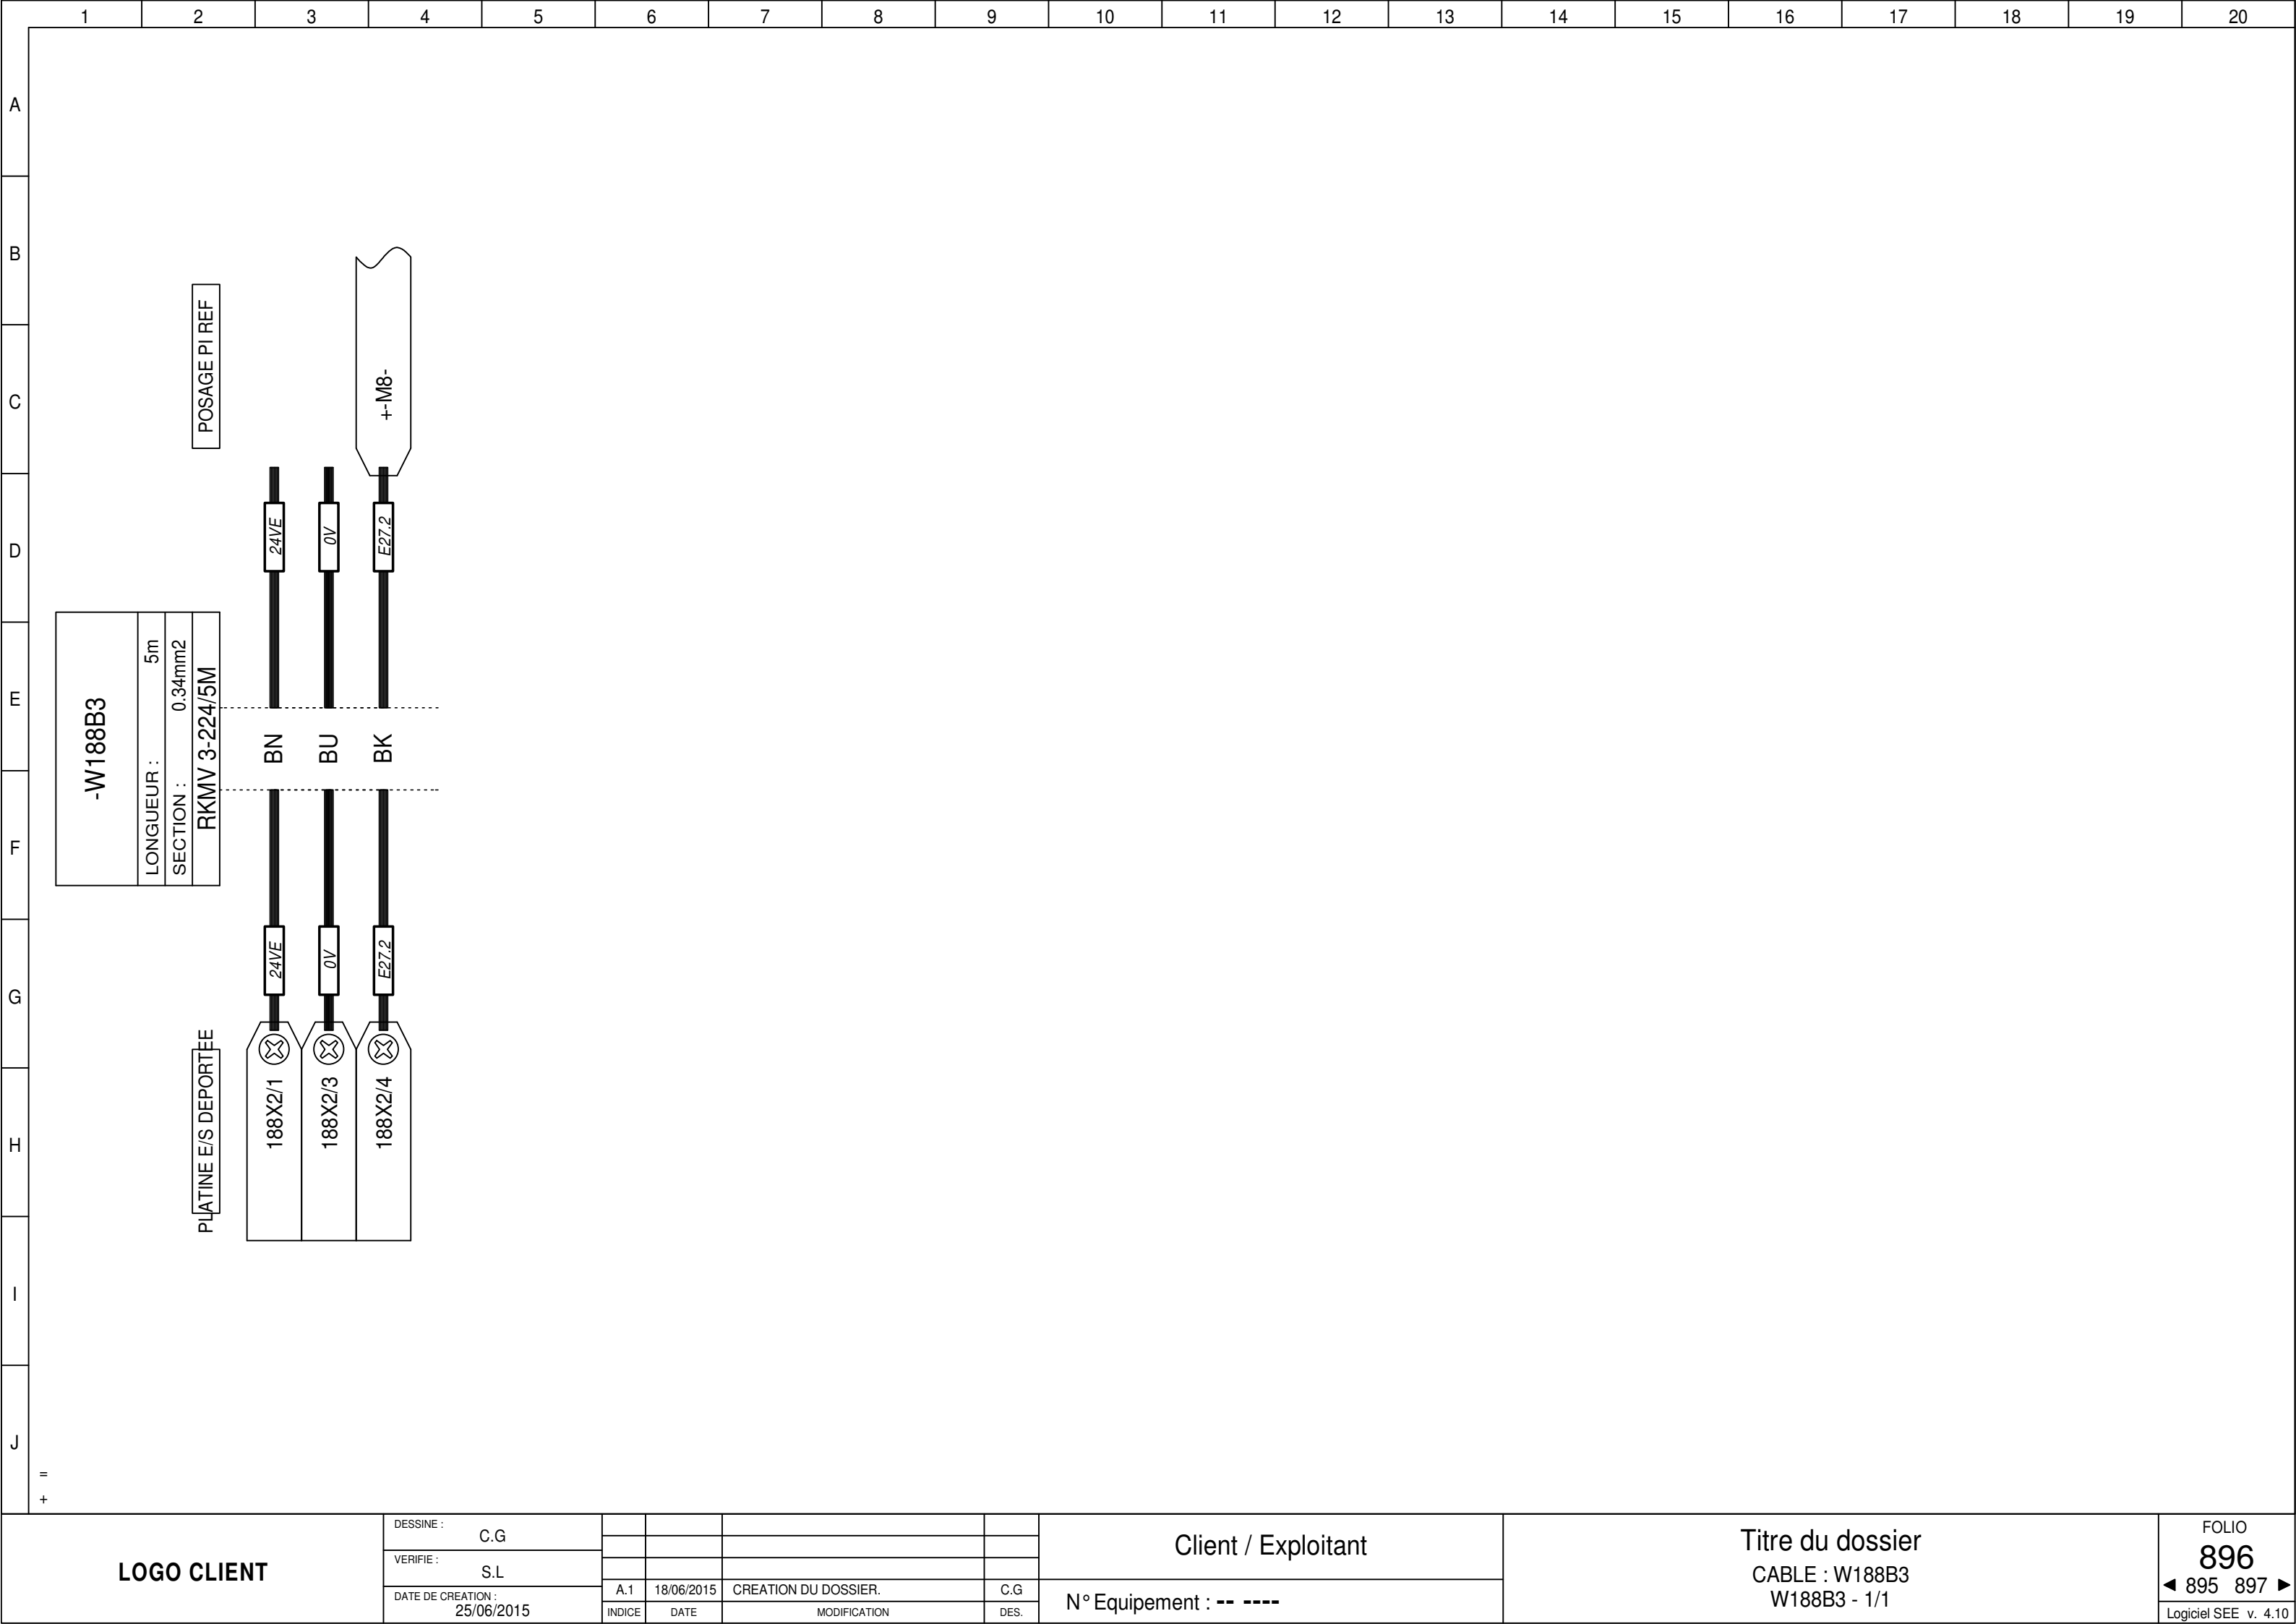 1 2 3 4 5 6 7 8 9 10 11 12 13 14 15 16 17 18 19 20
A
B
C
D
E
F
G
H
I
J
POSAGE PI REF
+-M8-
24VE
0V
E27.2
-W188B3
LONGUEUR : 5m
SECTION : 0.34mm2
RKMV 3-224/5M
BN
BU
BK
24VE
0V
E27.2
PLATINE E/S DEPORTEE
188X2/1
188X2/3
188X2/4
=
+
LOGO CLIENT
DESSINE :
C.G
VERIFIE :
S.L
DATE DE CREATION :
25/06/2015
A.1 18/06/2015 CREATION DU DOSSIER. C.G
INDICE DATE MODIFICATION DES.
Client / Exploitant
N° Equipement : -- ----
Titre du dossier
CABLE : W188B3
W188B3 - 1/1
FOLIO
896
◄ 895 897 ►
Logiciel SEE v. 4.10